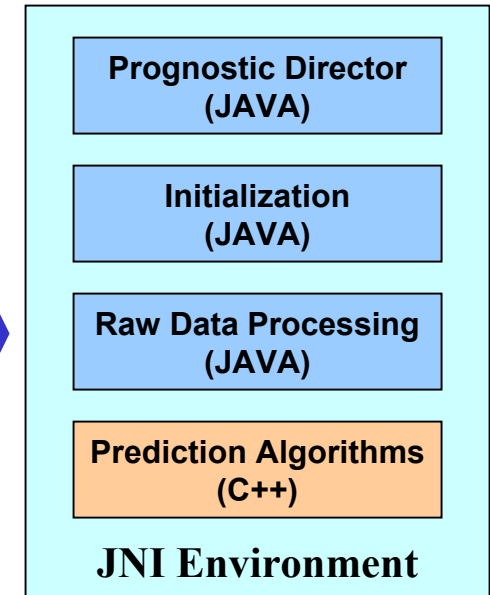 Prognostic Director
(JAVA)
Initialization
(JAVA)
Raw Data Processing
(JAVA)
Prediction Algorithms
(C++)
JNI Environment